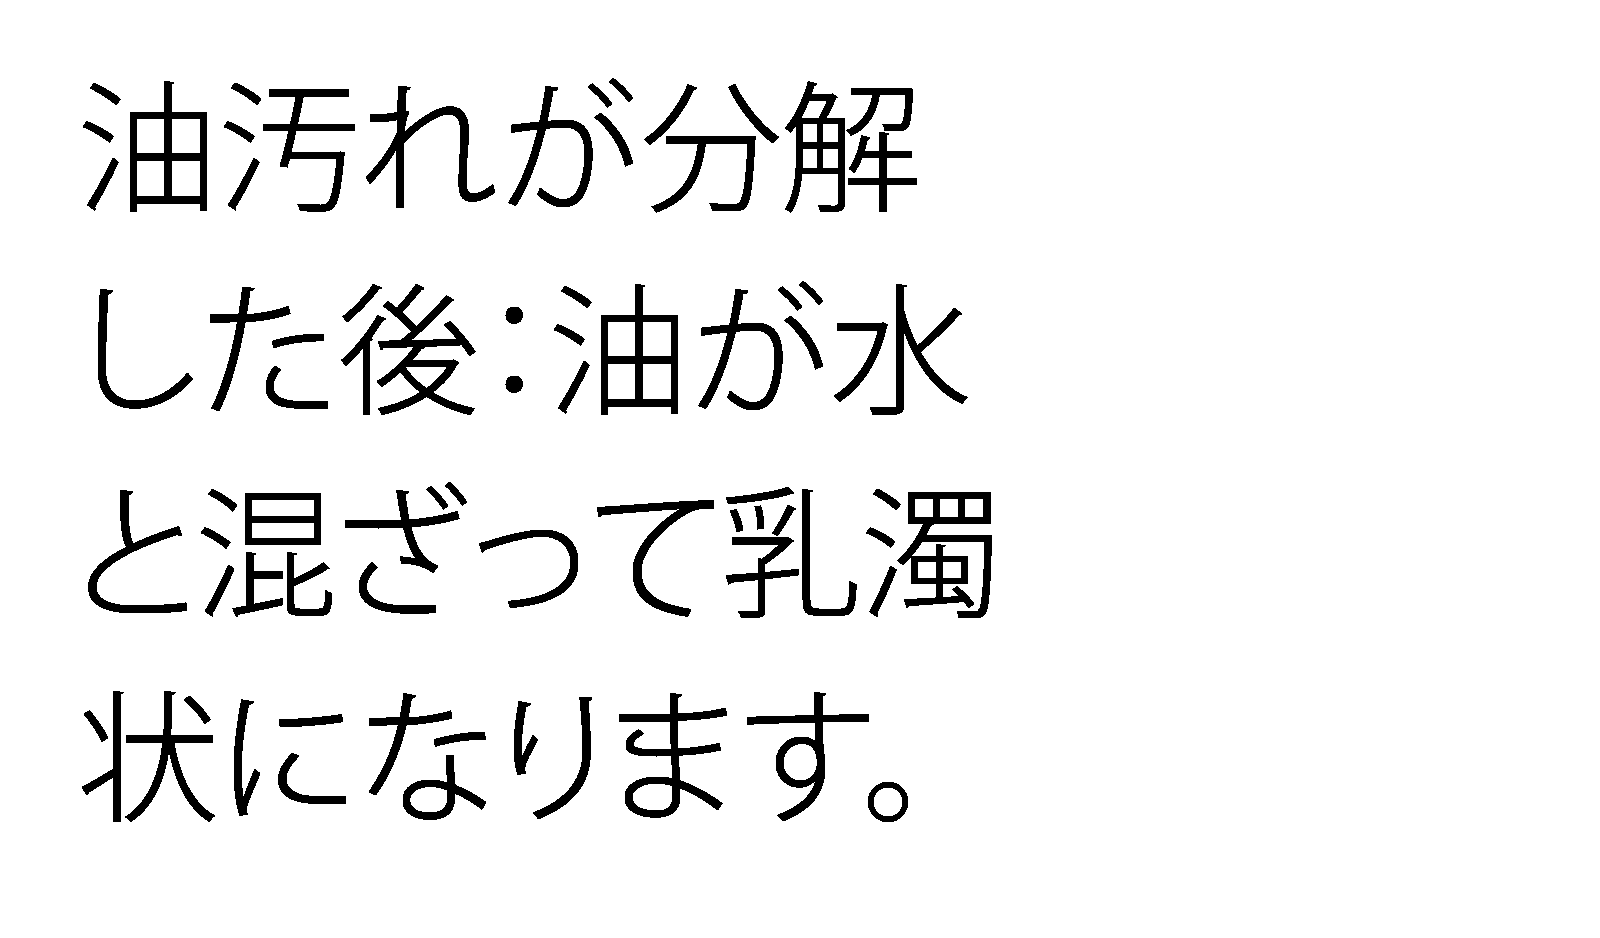 油汚れが分解
した後：油が水
と混ざって乳濁
状になります。